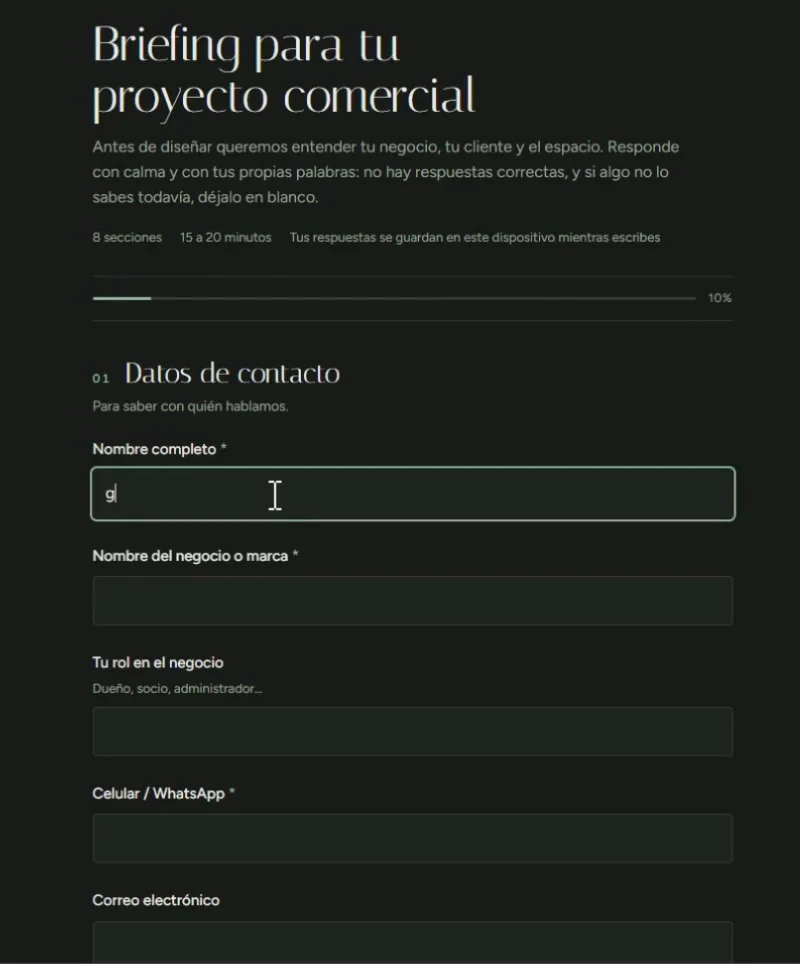 Briefing para tu
proyecto comercial
Antes de diseñar queremos entender tu negocio, tu cliente y el espacio. Responde
con calma y con tus propias palabras: no hay respuestas correctas, y si algo no lo
sabes todavía, déjalo en blanco.
8 secciones 15 a 20 minutos Tus respuestas se guardan en este dispositivo mientras escribes
10%
01 Datos de contacto
Para saber con quién hablamos.
Nombre completo *
g
Nombre del negocio o marca *
Tu rol en el negocio
Dueño, socio, administrador...
Celular / WhatsApp *
Correo electrónico